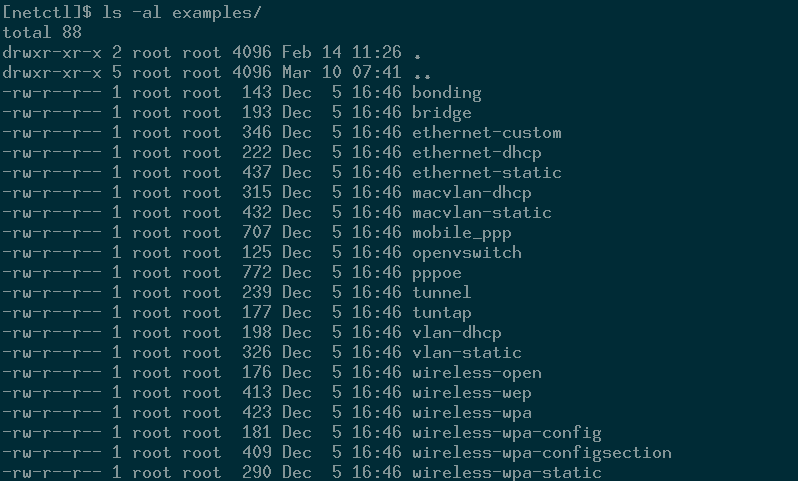 [netctl]$ ls -al examples/
total 88
drwxr-xr-x 2 root root 4096 Feb 14 11:26 .
drwxr-xr-x 5 root root 4096 Mar 10 07:41 ..
-rw-r--r-- 1 root root  143 Dec  5 16:46 bonding
-rw-r--r-- 1 root root  193 Dec  5 16:46 bridge
-rw-r--r-- 1 root root  346 Dec  5 16:46 ethernet-custom
-rw-r--r-- 1 root root  222 Dec  5 16:46 ethernet-dhcp
-rw-r--r-- 1 root root  437 Dec  5 16:46 ethernet-static
-rw-r--r-- 1 root root  315 Dec  5 16:46 macvlan-dhcp
-rw-r--r-- 1 root root  432 Dec  5 16:46 macvlan-static
-rw-r--r-- 1 root root  707 Dec  5 16:46 mobile_ppp
-rw-r--r-- 1 root root  125 Dec  5 16:46 openvswitch
-rw-r--r-- 1 root root  772 Dec  5 16:46 pppoe
-rw-r--r-- 1 root root  239 Dec  5 16:46 tunnel
-rw-r--r-- 1 root root  177 Dec  5 16:46 tuntap
-rw-r--r-- 1 root root  198 Dec  5 16:46 vlan-dhcp
-rw-r--r-- 1 root root  326 Dec  5 16:46 vlan-static
-rw-r--r-- 1 root root  176 Dec  5 16:46 wireless-open
-rw-r--r-- 1 root root  413 Dec  5 16:46 wireless-wep
-rw-r--r-- 1 root root  423 Dec  5 16:46 wireless-wpa
-rw-r--r-- 1 root root  181 Dec  5 16:46 wireless-wpa-config
-rw-r--r-- 1 root root  409 Dec  5 16:46 wireless-wpa-configsection
-rw-r--r-- 1 root root  290 Dec  5 16:46 wireless-wpa-static